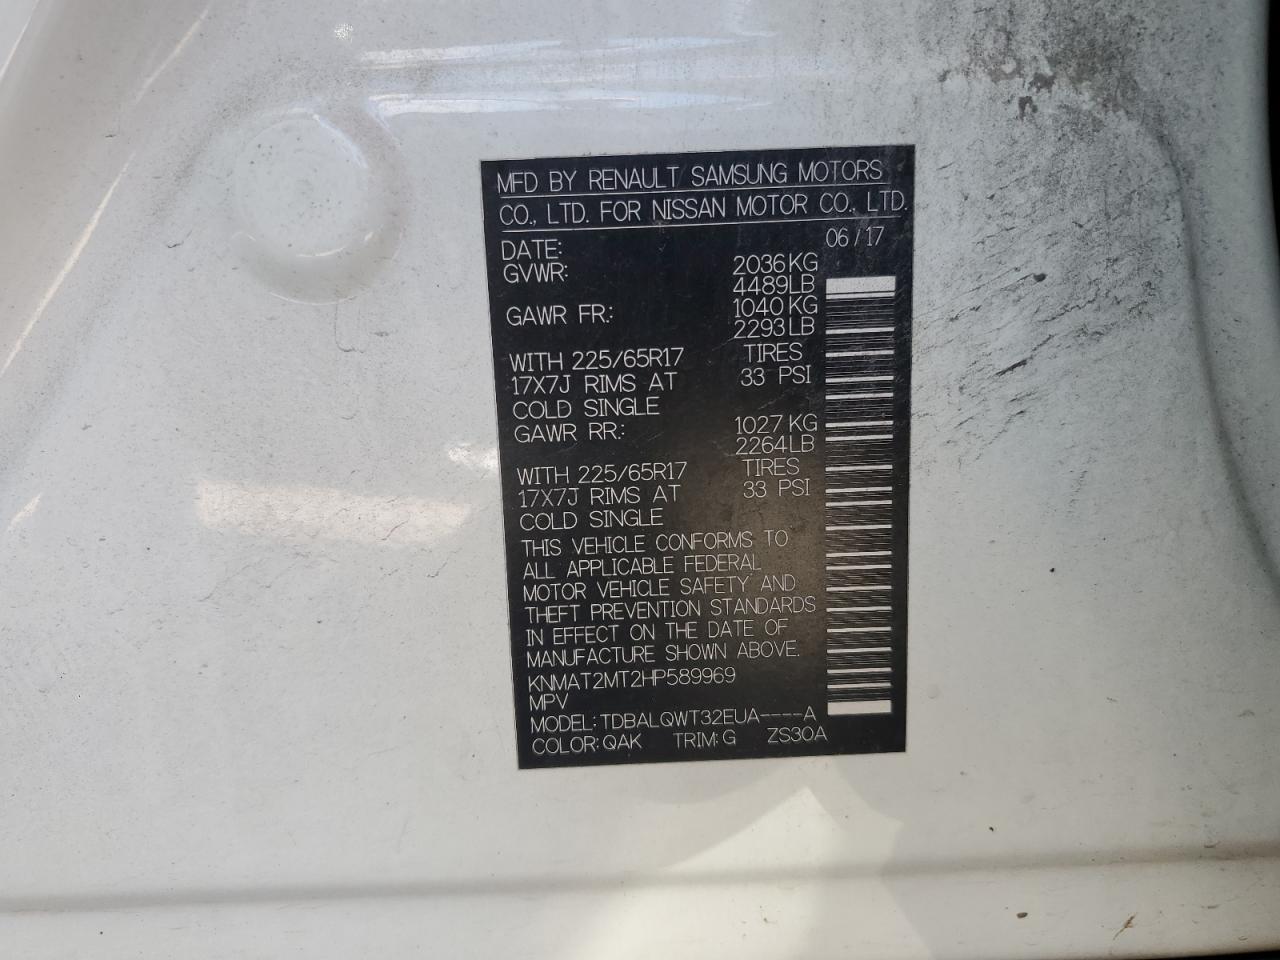 MFD BY RENAULT SAMSUNG MOTORS
CO., LTD. FOR NISSAN MOTOR CO., LTD.
DATE: 06/17
GVWR: 2036KG
4489LB
GAWR FR.: 1040KG
2293LB
WITH 225/65R17 TIRES
17X7J RIMS AT 33 PSI
COLD SINGLE
GAWR RR.: 1027KG
2264LB
WITH 225/65R17 TIRES
17X7J RIMS AT 33 PSI
COLD SINGLE
THIS VEHICLE CONFORMS TO
ALL APPLICABLE FEDERAL
MOTOR VEHICLE SAFETY AND
THEFT PREVENTION STANDARDS
IN EFFECT ON THE DATE OF
MANUFACTURE SHOWN ABOVE.
KNMAT2MT2HP589969
MPV
MODEL: TDBALQWT32EUA----A
COLOR: QAK TRIM: G ZS30A